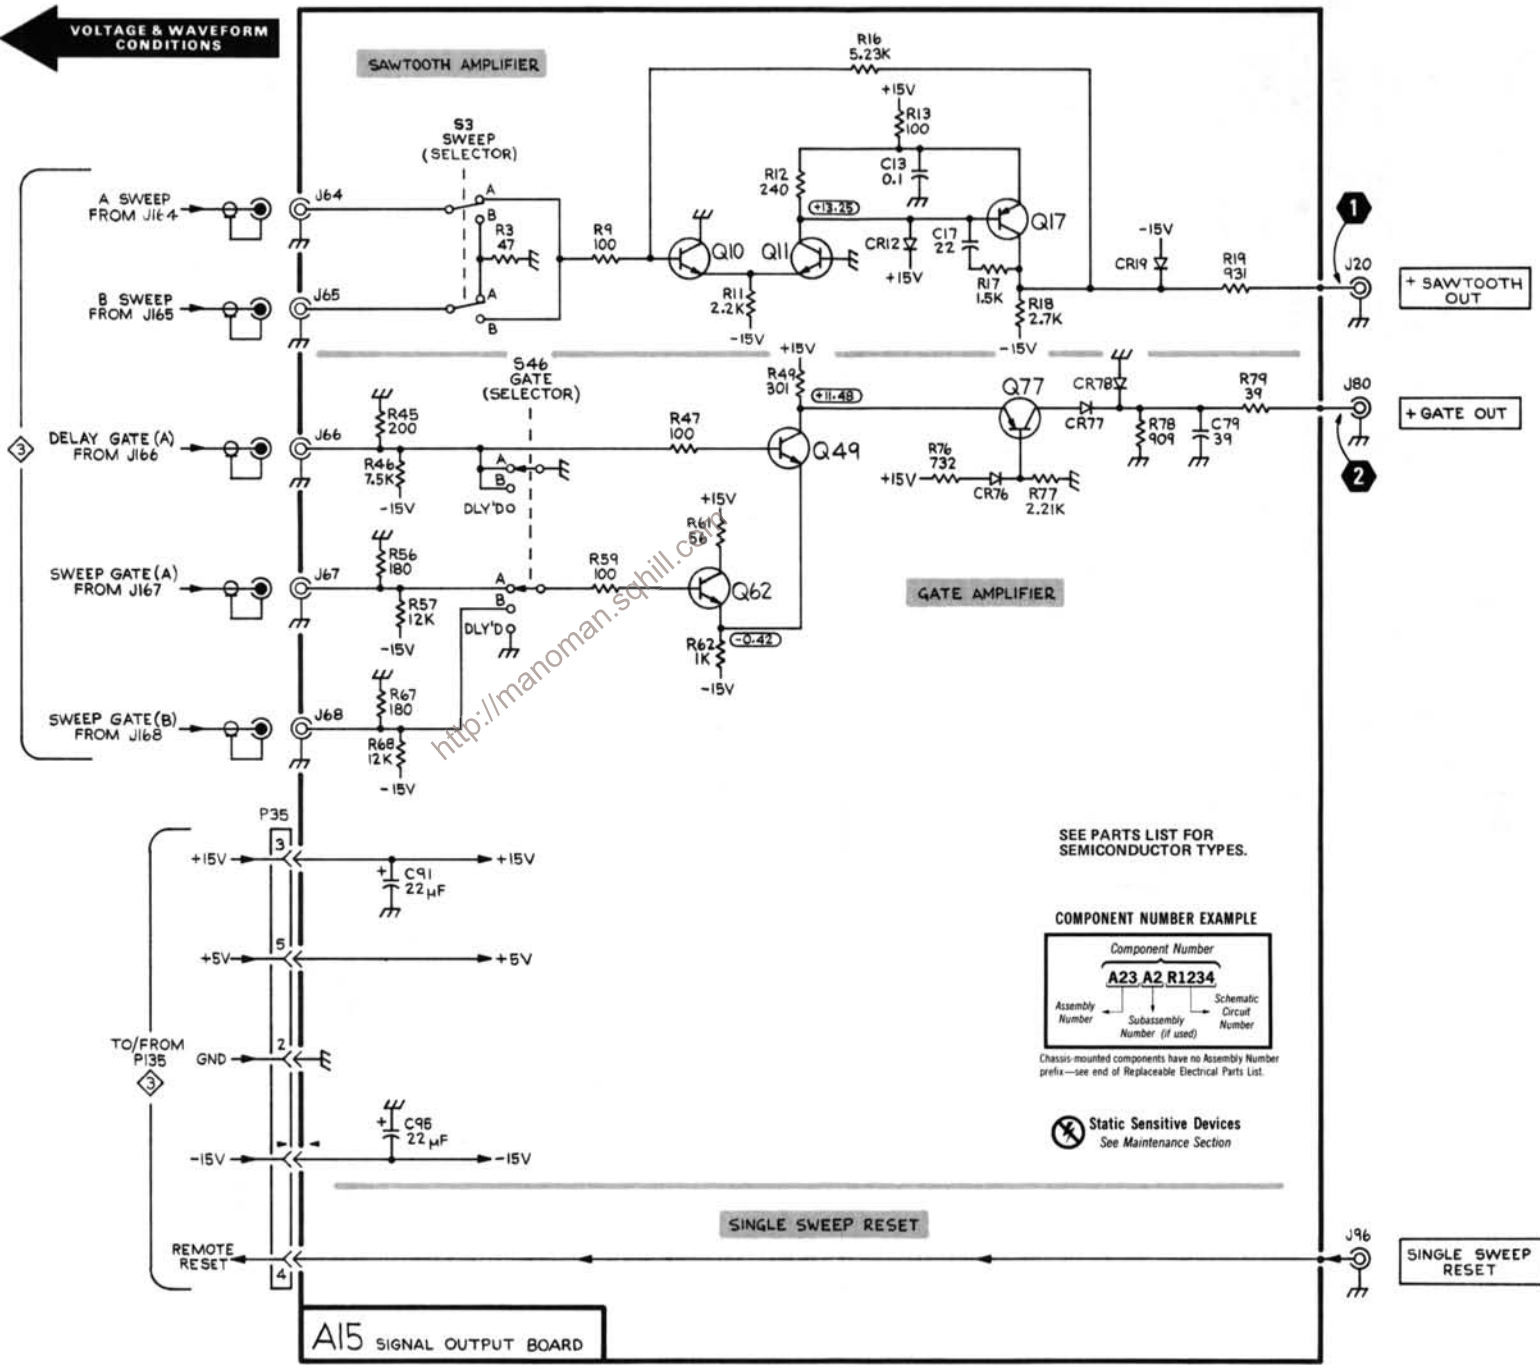 VOLTAGE & WAVEFORM
CONDITIONS
SAWTOOTH AMPLIFIER
R16
5.23K
+15V
R13
100
S3
SWEEP
(SELECTOR)
C13
0.1
R12
240
A SWEEP
FROM J164
J64
A
B
R3
47
R9
100
+13.25
Q10
Q11
CR12
+15V
C17
22
Q17
1
-15V
CR19
R19
931
J20
+ SAWTOOTH
OUT
B SWEEP
FROM J165
J65
A
B
R11
2.2K
-15V
R17
1.5K
R18
2.7K
-15V
S46
GATE
(SELECTOR)
+15V
R49
301
+11.48
Q77
CR78
CR77
R79
39
J80
+ GATE OUT
3
DELAY GATE (A)
FROM J166
J66
R45
200
R46
7.5K
-15V
A
B
DLY'D
R47
100
Q49
R76
732
+15V
CR76
R77
2.21K
R78
909
C79
39
2
+15V
R61
56
SWEEP GATE (A)
FROM J167
J67
R56
180
R57
12K
-15V
A
B
DLY'D
R59
100
Q62
GATE AMPLIFIER
R62
1K
-0.42
-15V
SWEEP GATE (B)
FROM J168
J68
R67
180
R68
12K
-15V
http://manoman.sqhill.com
P35
3
+15V
+15V
C91
22µF
5
+5V
+5V
TO/FROM
P135
3
GND
2
C95
22µF
-15V
-15V
SEE PARTS LIST FOR
SEMICONDUCTOR TYPES.
COMPONENT NUMBER EXAMPLE
Component Number
A23 A2 R1234
Assembly
Number
Subassembly
Number (if used)
Schematic
Circuit
Number
Chassis-mounted components have no Assembly Number
prefix—see end of Replaceable Electrical Parts List.
Static Sensitive Devices
See Maintenance Section
SINGLE SWEEP RESET
REMOTE
RESET
4
J96
SINGLE SWEEP
RESET
A15 SIGNAL OUTPUT BOARD